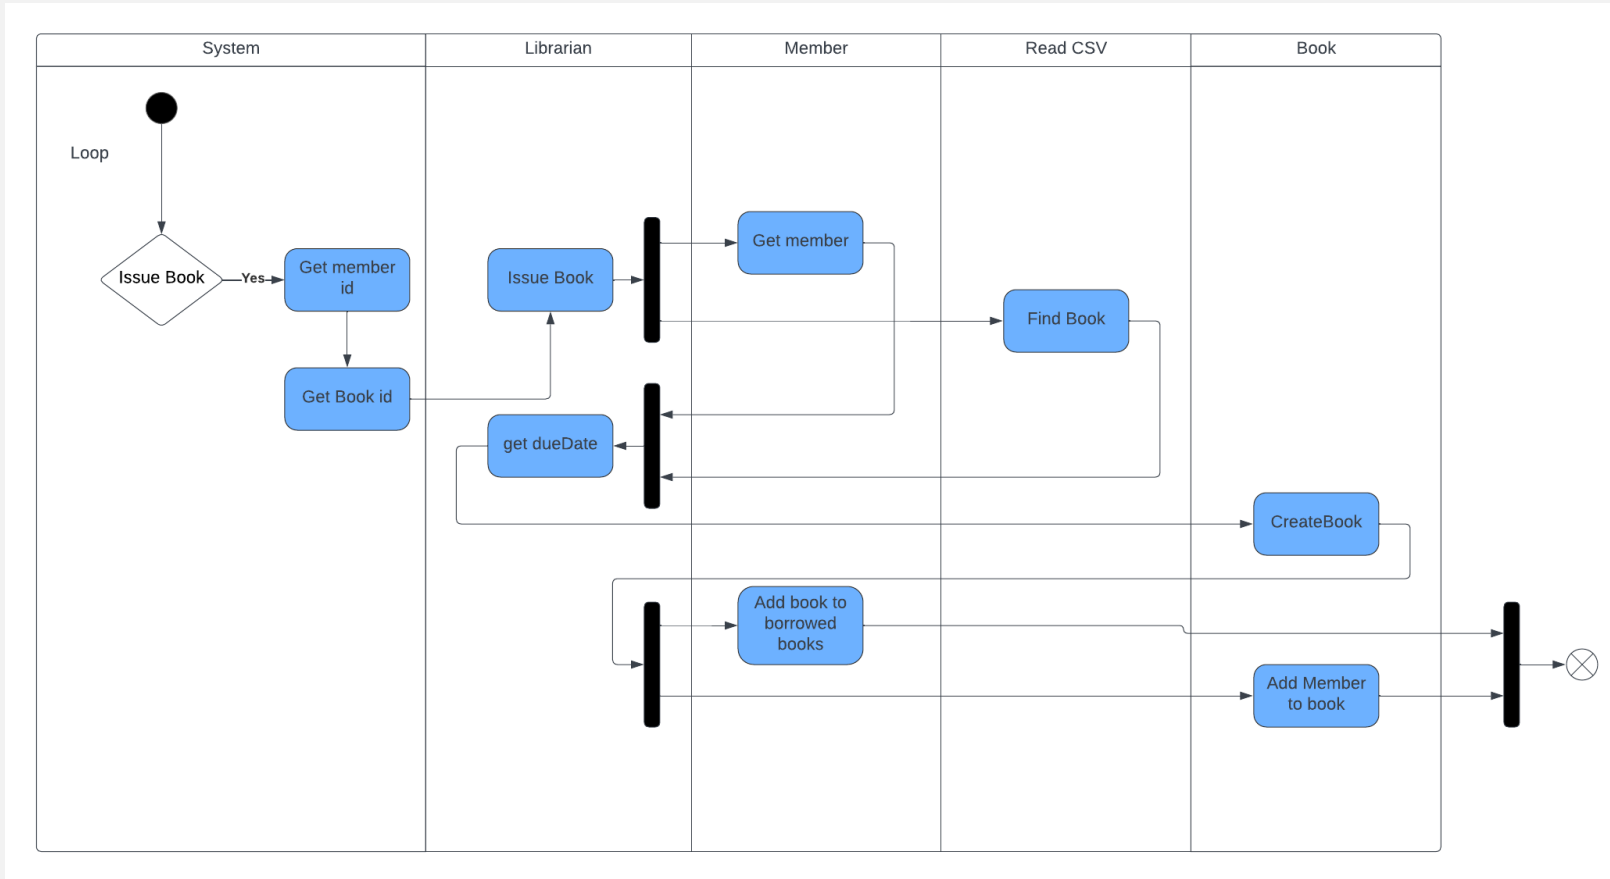 System
Librarian
Member
Read CSV
Book
Loop
Issue Book
Yes
Get member
id
Get Book id
Issue Book
Get member
Find Book
get dueDate
CreateBook
Add book to
borrowed
books
Add Member
to book